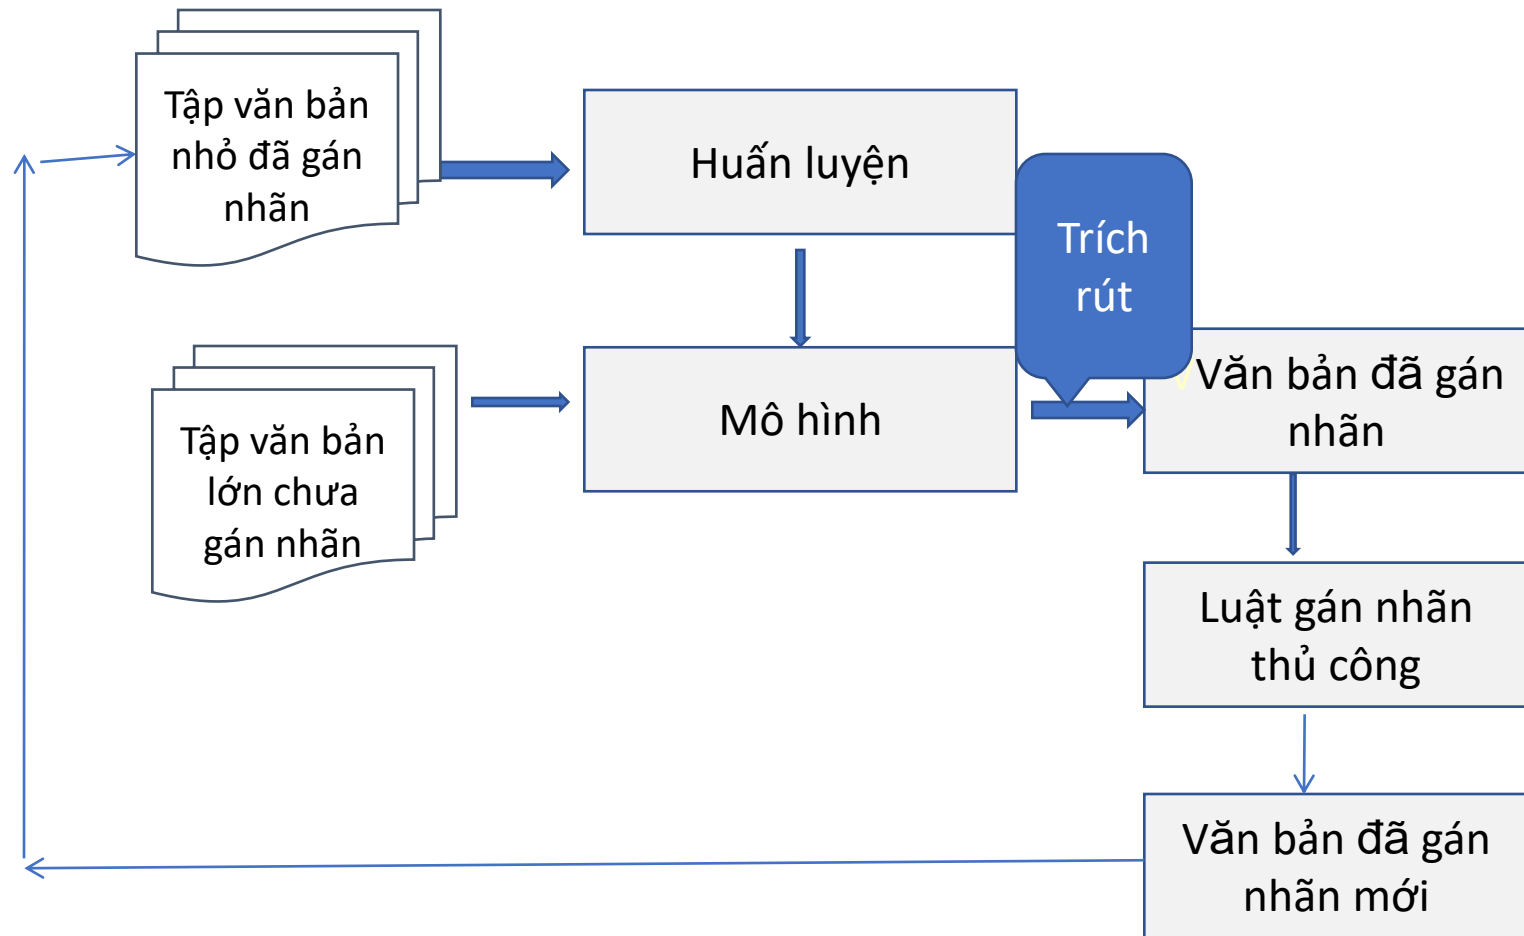 Tập văn bản
nhỏ đã gán
nhãn
Huấn luyện
Trích
rút
Tập văn bản
lớn chưa
gán nhãn
Mô hình
Văn bản đã gán
nhãn
Luật gán nhãn
thủ công
Văn bản đã gán
nhãn mới